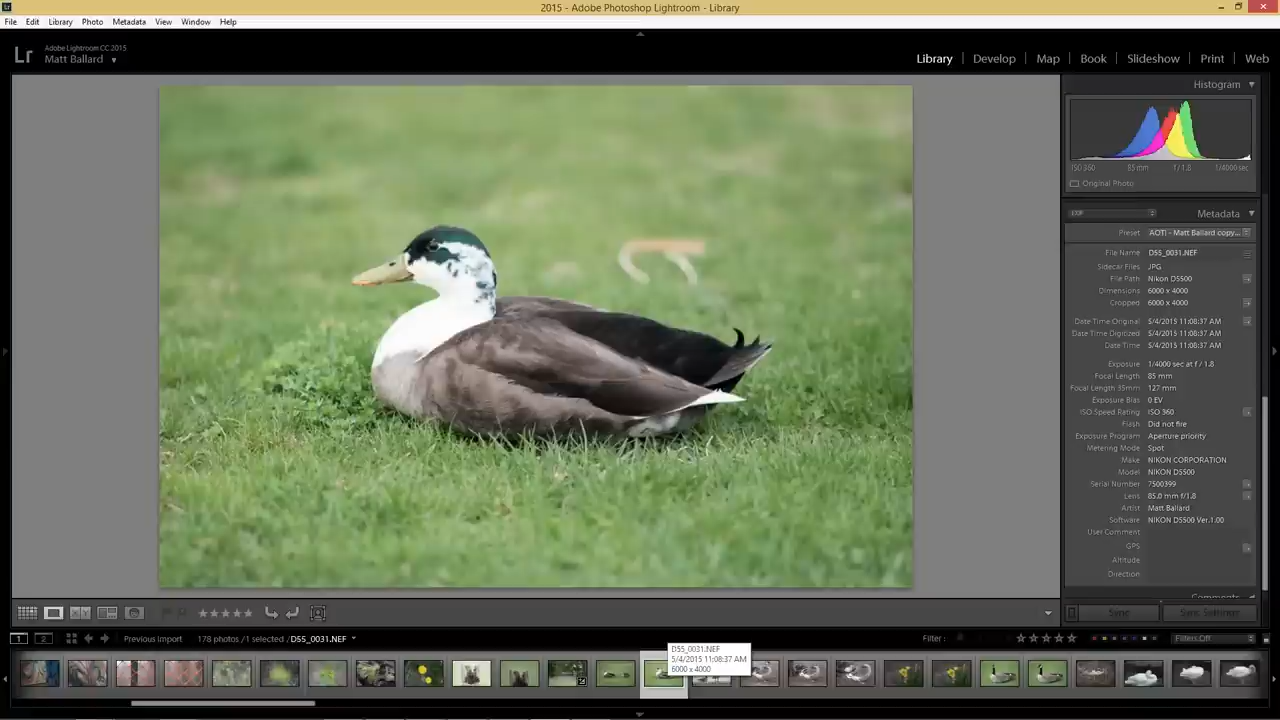 2015 - Adobe Photoshop Lightroom - Library
File Edit Library Photo Metadata View Window Help
Lr Adobe Lightroom CC 2015
Matt Ballard
Library | Develop | Map | Book | Slideshow | Print | Web
Histogram
ISO 360 85 mm f/1.8 1/4000 sec
Original Photo
EXIF Metadata
Preset AOTI - Matt Ballard copy...
File Name D55_0031.NEF
Sidecar Files JPG
File Path Nikon D5500
Dimensions 6000 x 4000
Cropped 6000 x 4000
Date Time Original 5/4/2015 11:08:37 AM
Date Time Digitized 5/4/2015 11:08:37 AM
Date Time 5/4/2015 11:08:37 AM
Exposure 1/4000 sec at f / 1.8
Focal Length 85 mm
Focal Length 35mm 127 mm
Exposure Bias 0 EV
ISO Speed Rating ISO 360
Flash Did not fire
Exposure Program Aperture priority
Metering Mode Spot
Make NIKON CORPORATION
Model NIKON D5500
Serial Number 7500399
Lens 85.0 mm f/1.8
Artist Matt Ballard
Software NIKON D5500 Ver.1.00
User Comment
GPS
Altitude
Direction
Comments
Sync Sync Settings
X Y
1 2 Previous Import 178 photos / 1 selected / D55_0031.NEF Filter : Filters Off
D55_0031.NEF
5/4/2015 11:08:37 AM
6000 x 4000